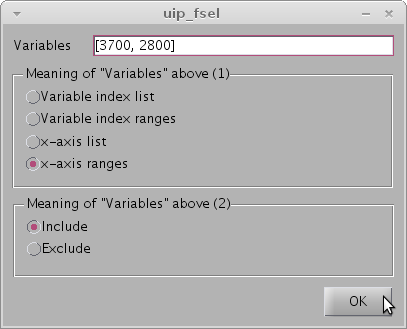 uip_fsel
Variables [3700, 2800]
Meaning of "Variables" above (1)
Variable index list
Variable index ranges
x-axis list
x-axis ranges
Meaning of "Variables" above (2)
Include
Exclude
OK